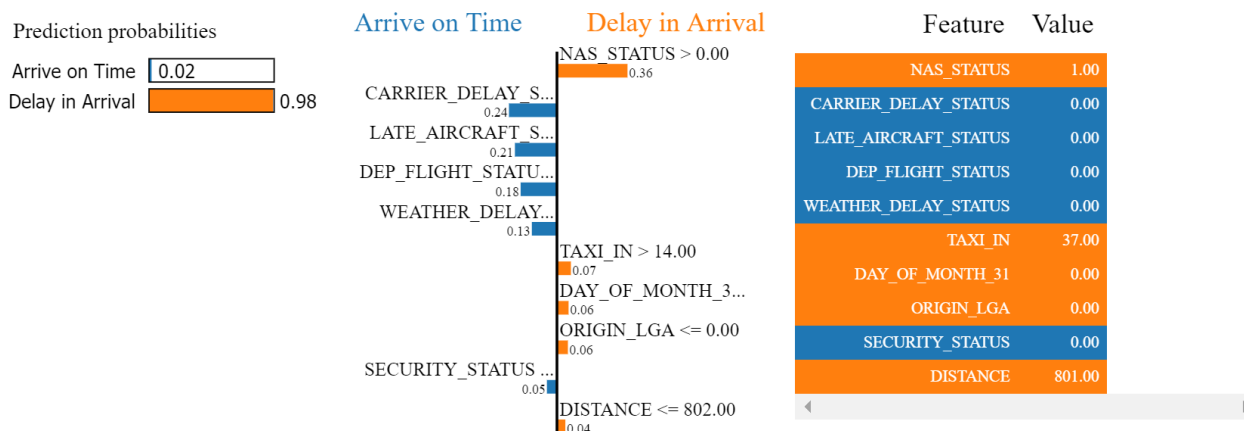 Prediction probabilities
Arrive on Time 0.02
Delay in Arrival 0.98
Arrive on Time Delay in Arrival
NAS_STATUS > 0.00
0.36
CARRIER_DELAY_S...
0.24
LATE_AIRCRAFT_S...
0.21
DEP_FLIGHT_STATU...
0.18
WEATHER_DELAY...
0.13
TAXI_IN > 14.00
0.07
DAY_OF_MONTH_3...
0.06
ORIGIN_LGA <= 0.00
0.06
SECURITY_STATUS ...
0.05
DISTANCE <= 802.00
0.04
Feature Value
NAS_STATUS 1.00
CARRIER_DELAY_STATUS 0.00
LATE_AIRCRAFT_STATUS 0.00
DEP_FLIGHT_STATUS 0.00
WEATHER_DELAY_STATUS 0.00
TAXI_IN 37.00
DAY_OF_MONTH_31 0.00
ORIGIN_LGA 0.00
SECURITY_STATUS 0.00
DISTANCE 801.00